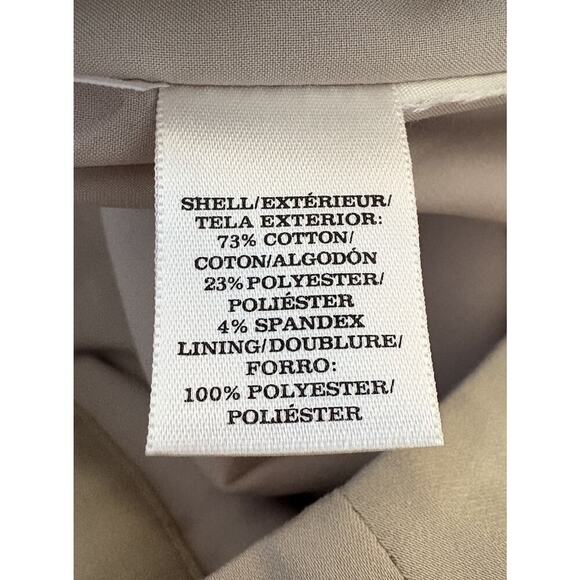 SHELL/EXTÉRIEUR/
TELA EXTERIOR:
73% COTTON/
COTON/ALGODÓN
23% POLYESTER/
POLIÉSTER
4% SPANDEX
LINING/DOUBLURE/
FORRO:
100% POLYESTER/
POLIÉSTER